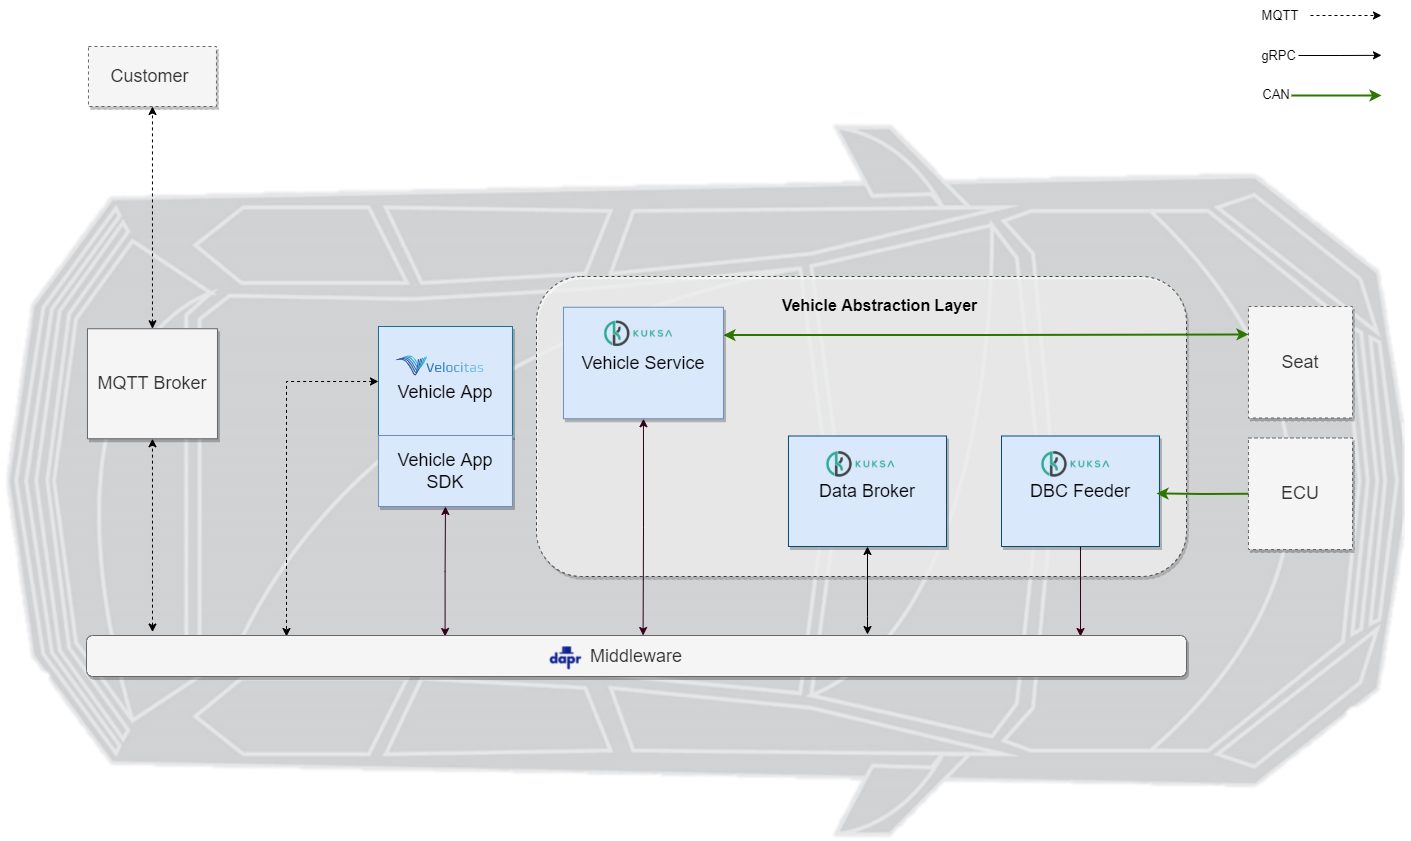 MQTT
gRPC
CAN
Customer
MQTT Broker
Velocitas
Vehicle App
Vehicle App
SDK
Vehicle Abstraction Layer
KUKSA
Vehicle Service
KUKSA
Data Broker
KUKSA
DBC Feeder
Seat
ECU
dapr Middleware